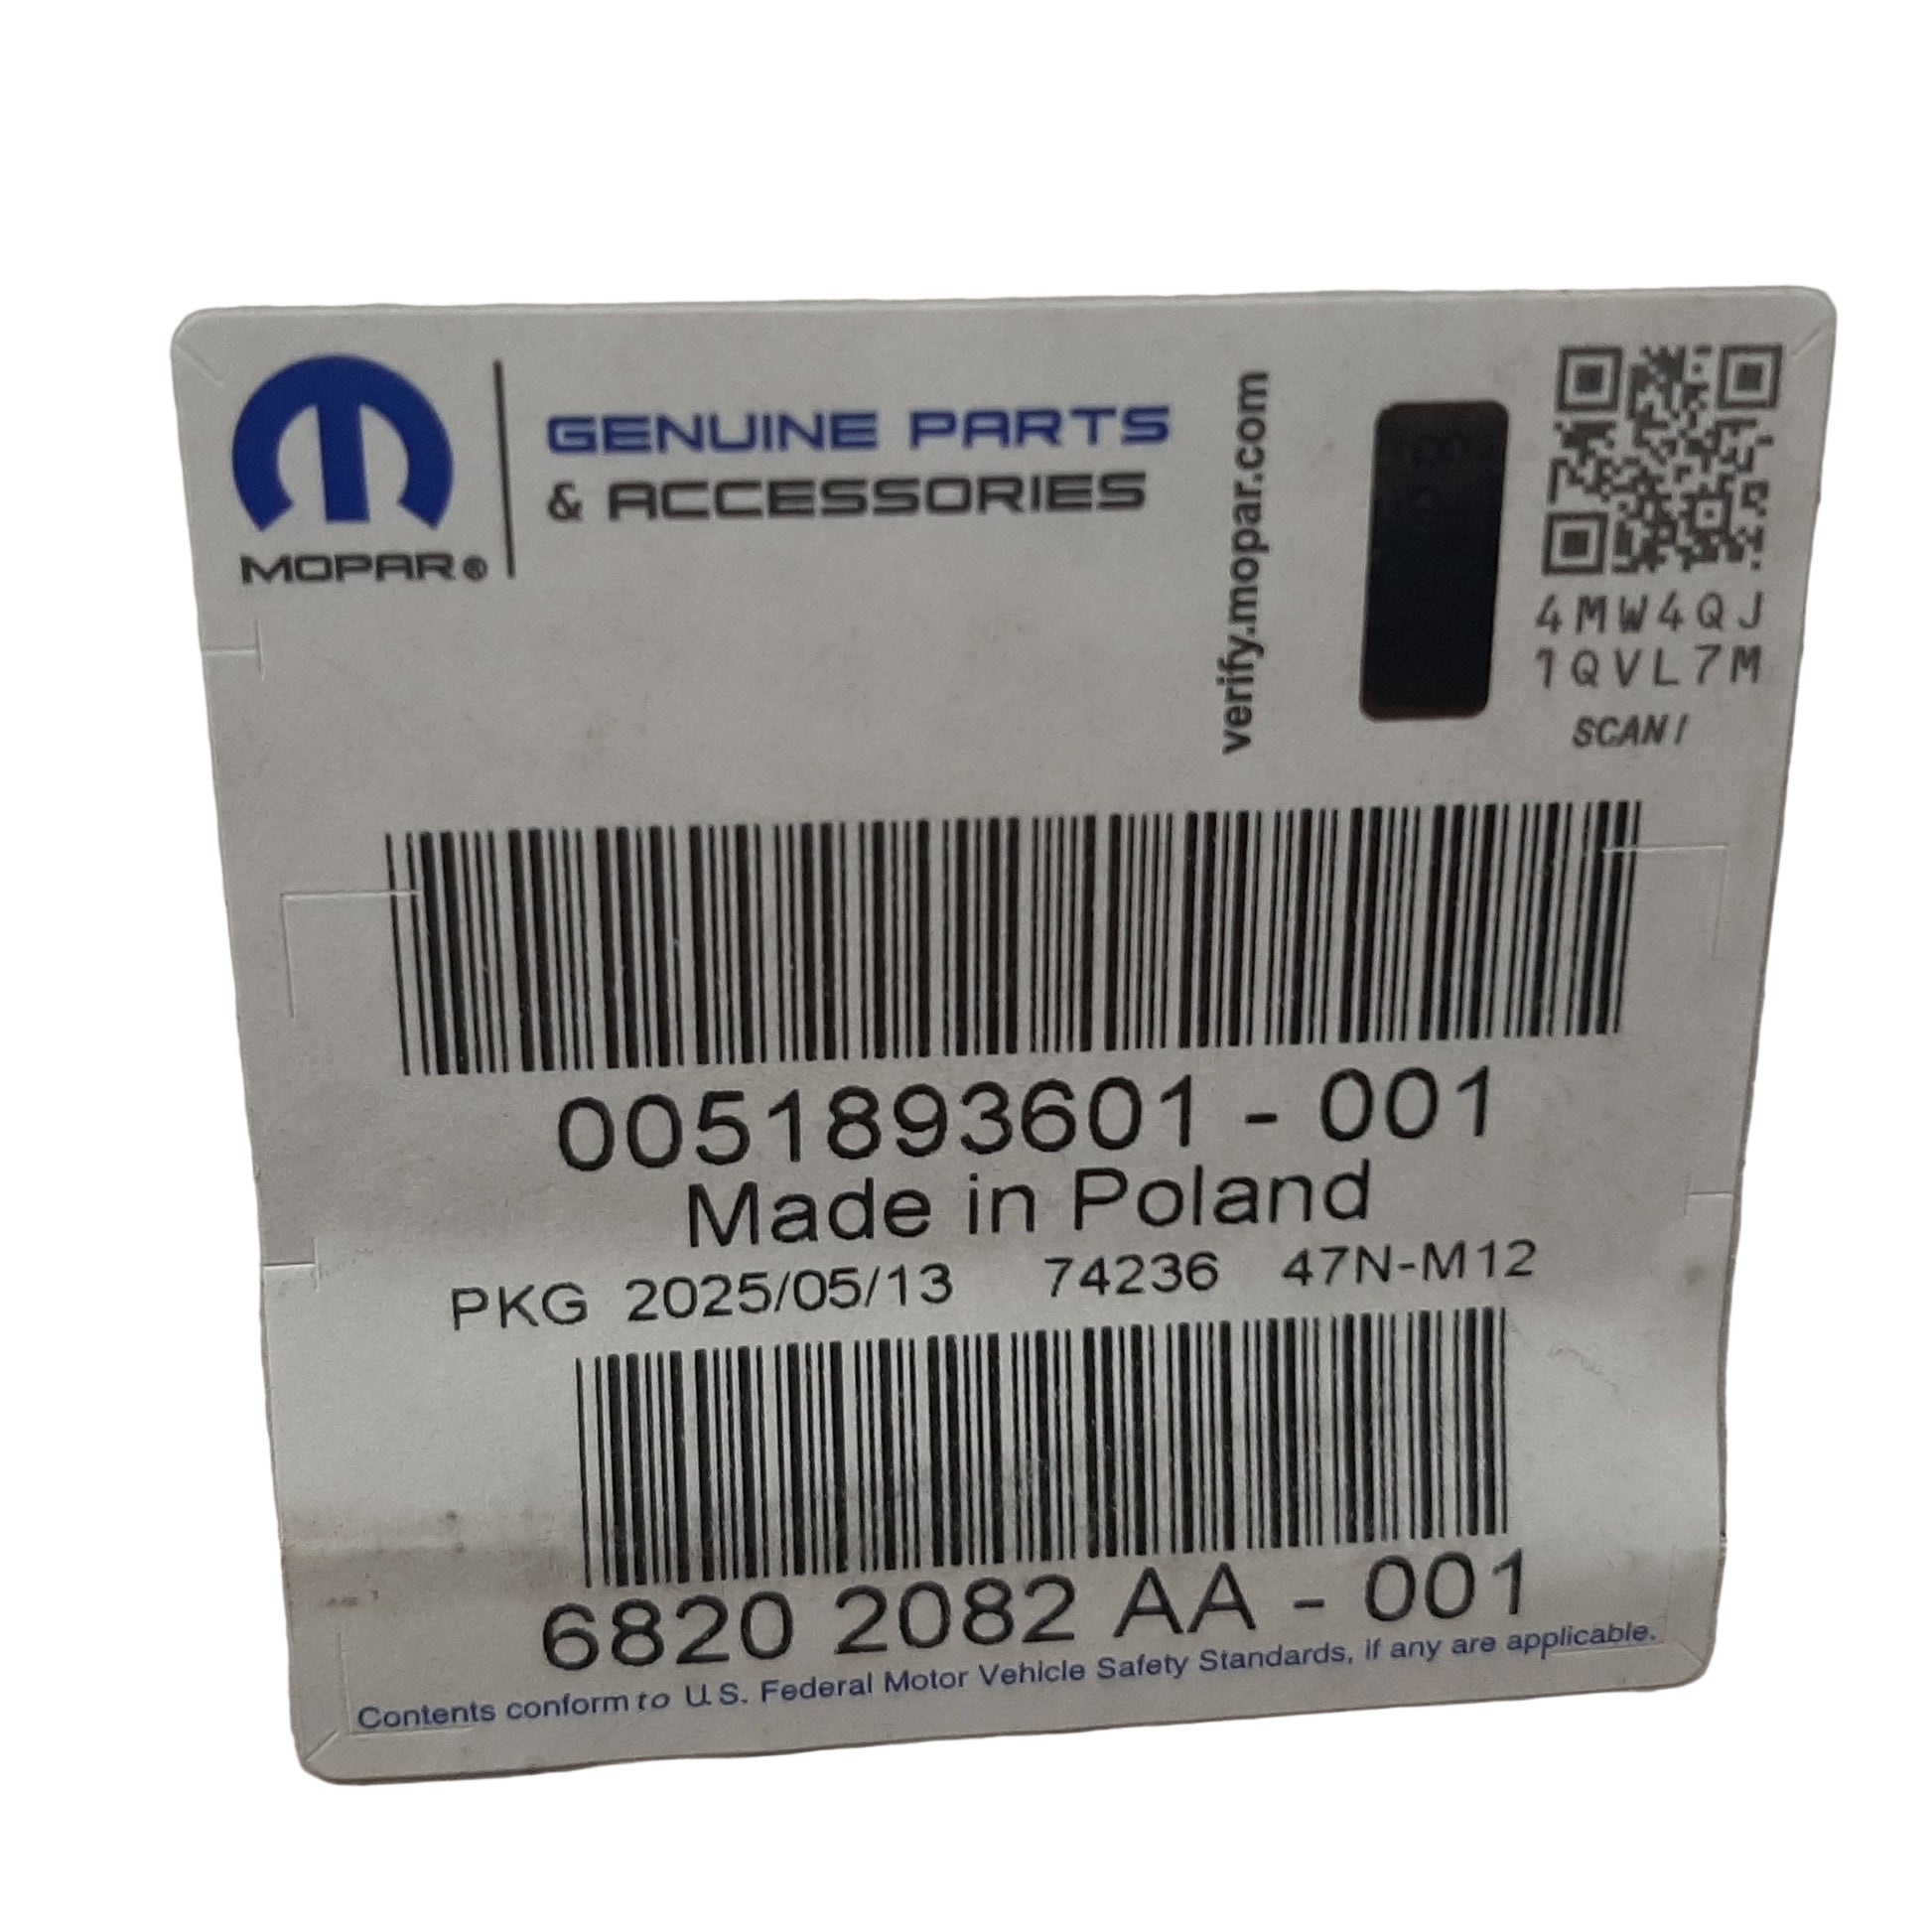 MOPAR®
GENUINE PARTS
& ACCESSORIES
verify.mopar.com
4MW4QJ
1QVL7M
SCAN!
0051893601 - 001
Made in Poland
PKG 2025/05/13 74236 47N-M12
6820 2082 AA - 001
Contents conform to U.S. Federal Motor Vehicle Safety Standards, if any are applicable.